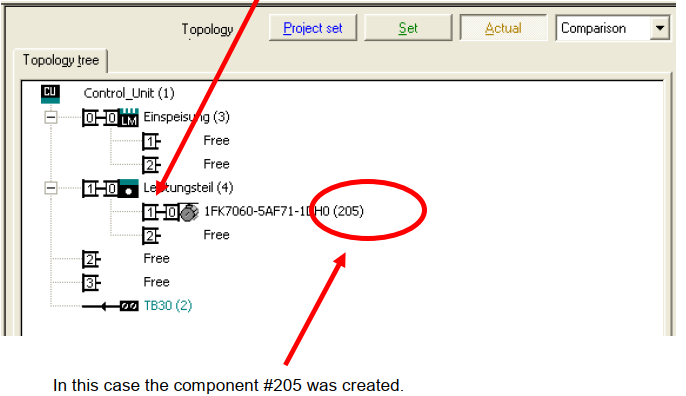 Topology Project set Set Actual Comparison
Topology tree
CU Control_Unit (1)
0 0 LM Einspeisung (3)
1 Free
2 Free
1 0 Leistungsteil (4)
1 0 1FK7060-5AF71-1DH0 (205)
2 Free
2 Free
3 Free
TB30 (2)
In this case the component #205 was created.